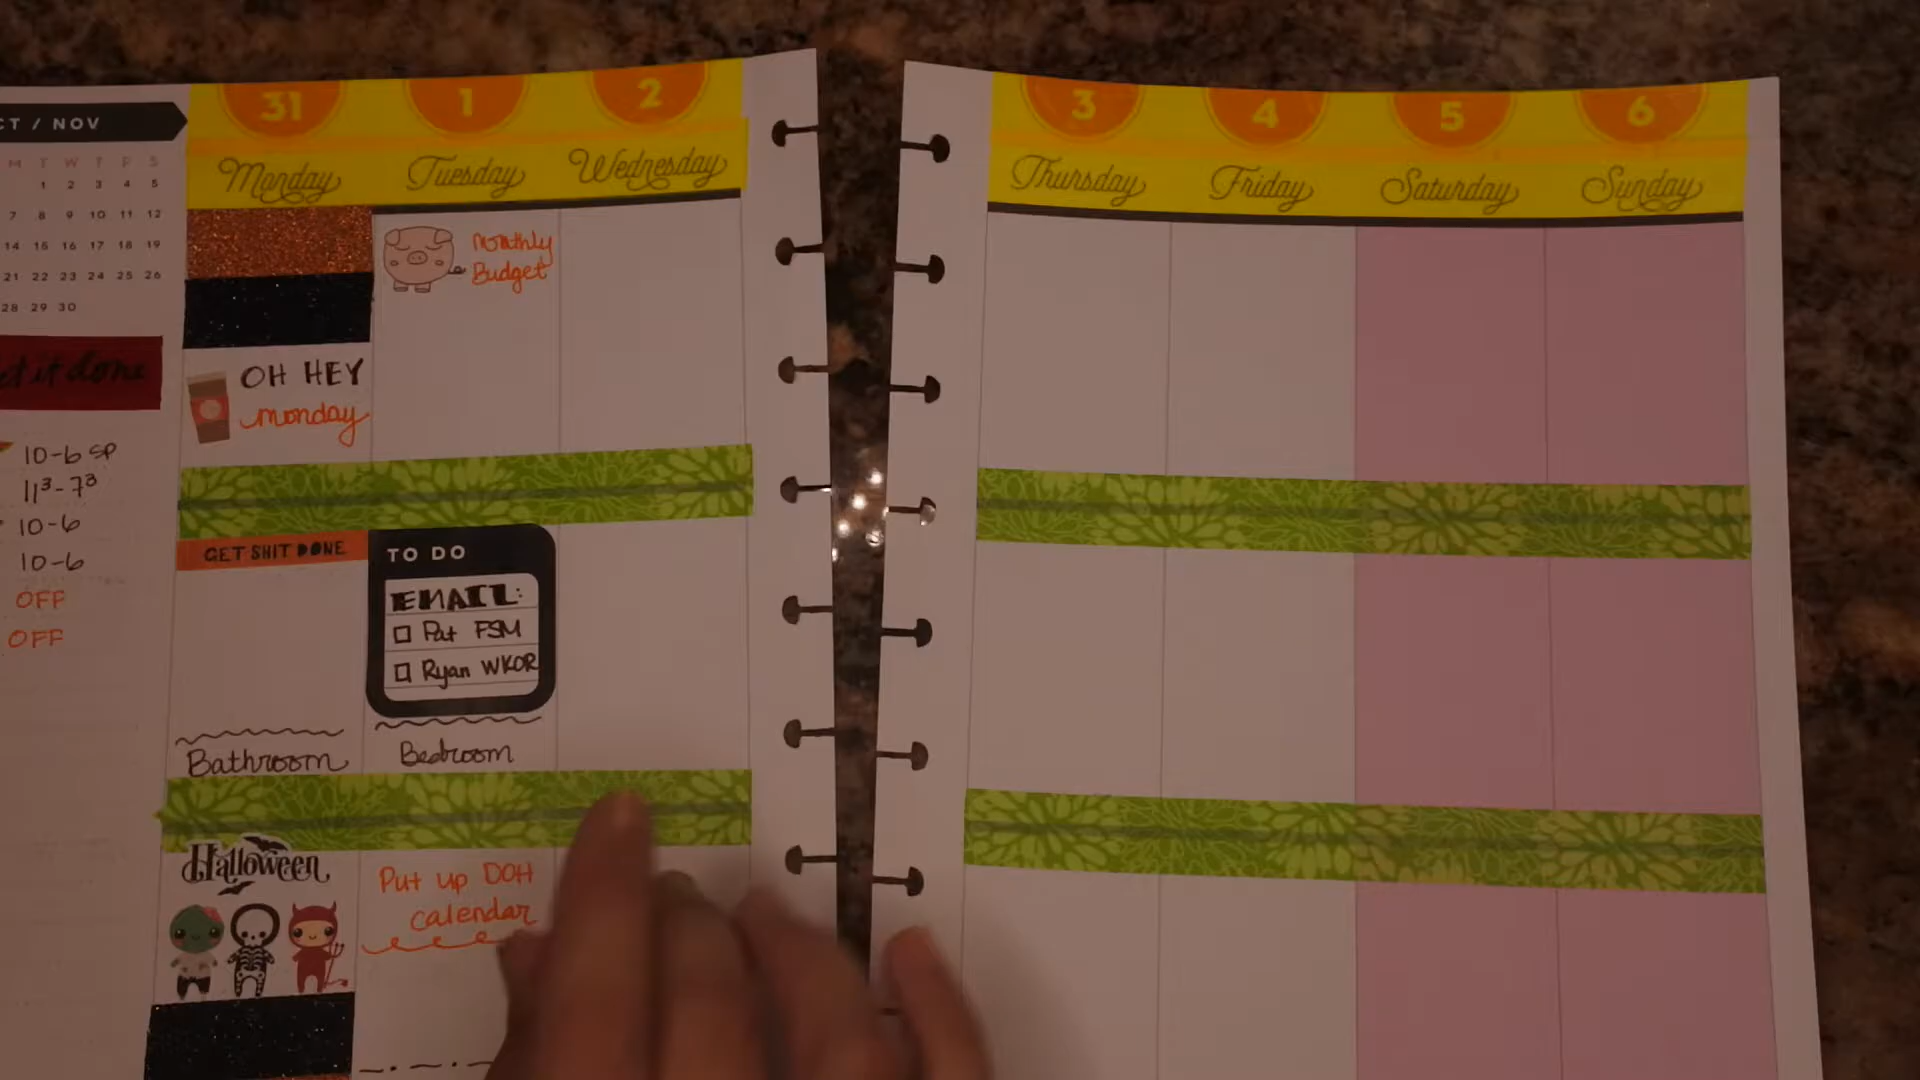 CT / NOV
M T W T F S
1 2 3 4 5
7 8 9 10 11 12
14 15 16 17 18 19
21 22 23 24 25 26
28 29 30
et it done
10-6 SP
11³-7³
10-6
10-6
OFF
OFF
31 1 2
Monday Tuesday Wednesday
OH HEY
monday
GET SHIT DONE
Bathroom
Halloween
Monthly
Budget
TO DO
EMAIL:
Pat FSM
Ryan WKOR
Bedroom
Put up DOH
calendar
3 4 5 6
Thursday Friday Saturday Sunday